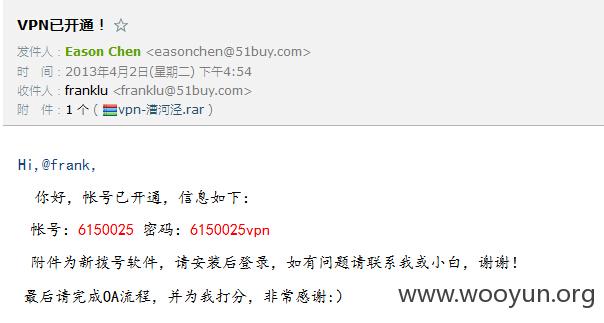 VPN已开通！ ☆
发件人：Eason Chen <easonchen@51buy.com>
时 间：2013年4月2日(星期二) 下午4:54
收件人：franklu <franklu@51buy.com>
附 件：1 个 ( vpn-漕河泾.rar )
Hi,@frank,
你好，帐号已开通，信息如下：
帐号：6150025 密码：6150025vpn
附件为新拨号软件，请安装后登录，如有问题请联系我或小白，谢谢！
最后请完成OA流程，并为我打分，非常感谢:)
www.wooyun.org